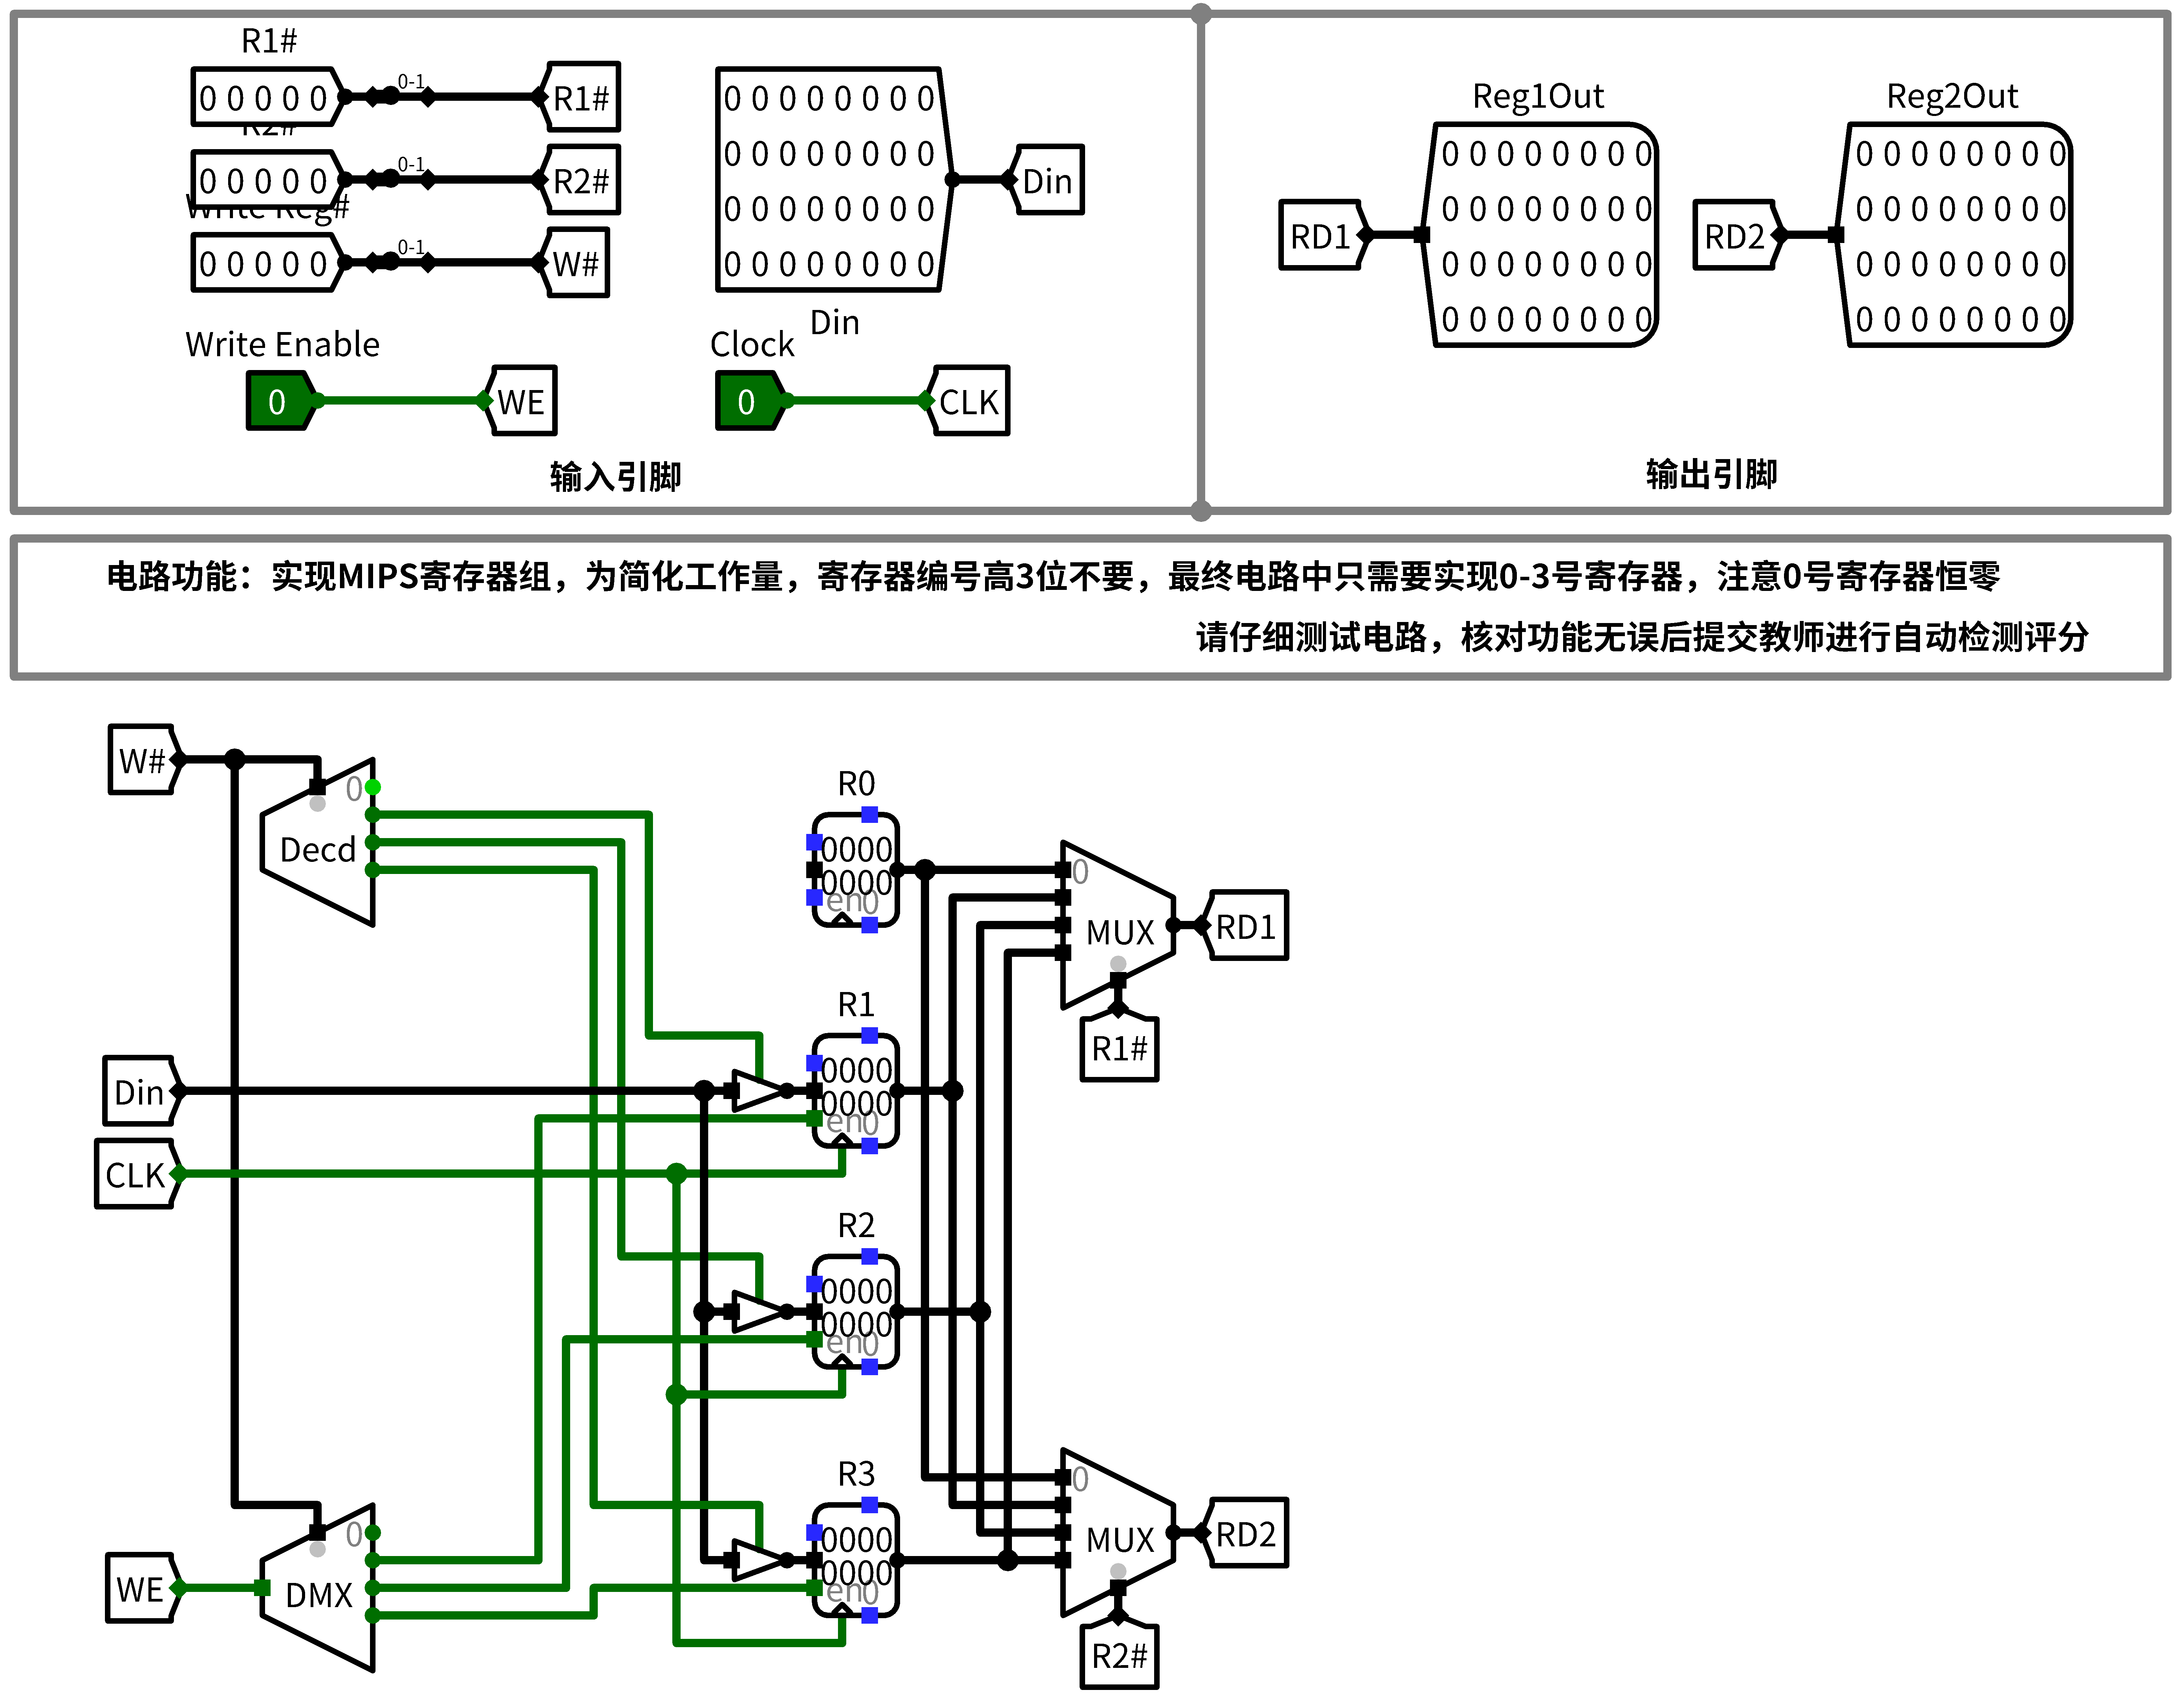 R1#
0 0 0 0 0
0-1
R1#
R2#
0 0 0 0 0
0-1
R2#
Write Reg#
0 0 0 0 0
0-1
W#
0 0 0 0 0 0 0 0
0 0 0 0 0 0 0 0
0 0 0 0 0 0 0 0
0 0 0 0 0 0 0 0
Din
Din
Write Enable
0
WE
Clock
0
CLK
输入引脚
Reg1Out
RD1
0 0 0 0 0 0 0 0
0 0 0 0 0 0 0 0
0 0 0 0 0 0 0 0
0 0 0 0 0 0 0 0
Reg2Out
RD2
0 0 0 0 0 0 0 0
0 0 0 0 0 0 0 0
0 0 0 0 0 0 0 0
0 0 0 0 0 0 0 0
输出引脚
电路功能：实现MIPS寄存器组，为简化工作量，寄存器编号高3位不要，最终电路中只需要实现0-3号寄存器，注意0号寄存器恒零
请仔细测试电路，核对功能无误后提交教师进行自动检测评分
W#
0
Decd
R0
0000
0000
en0
0
MUX
RD1
R1#
Din
CLK
R1
0000
0000
en0
R2
0000
0000
en0
R3
0000
0000
en0
0
MUX
RD2
R2#
WE
0
DMX